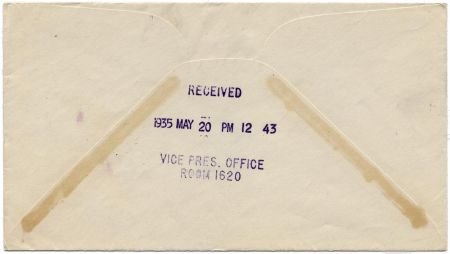 RECEIVED
1935 MAY 20 PM 12 43
VICE PRES. OFFICE
ROOM 1620